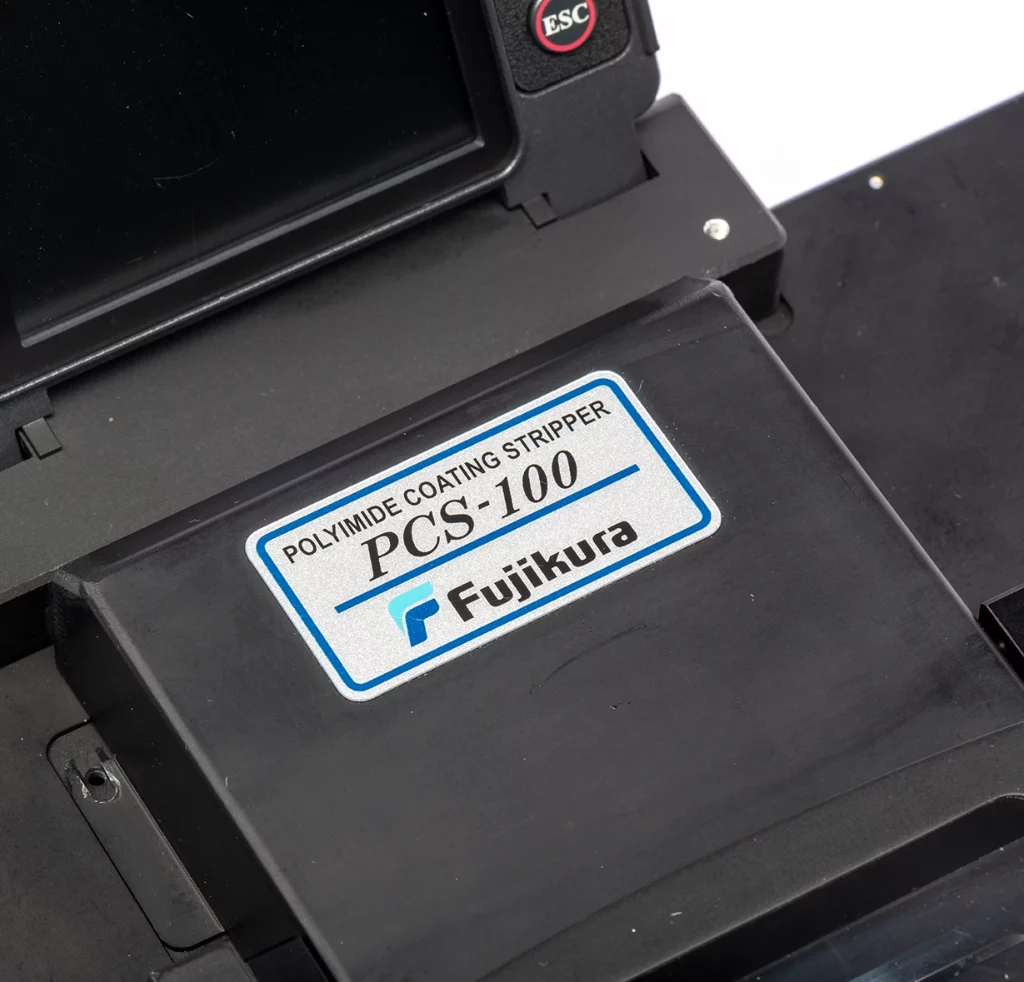 ESC
POLYIMIDE COATING STRIPPER
PCS-100
Fujikura